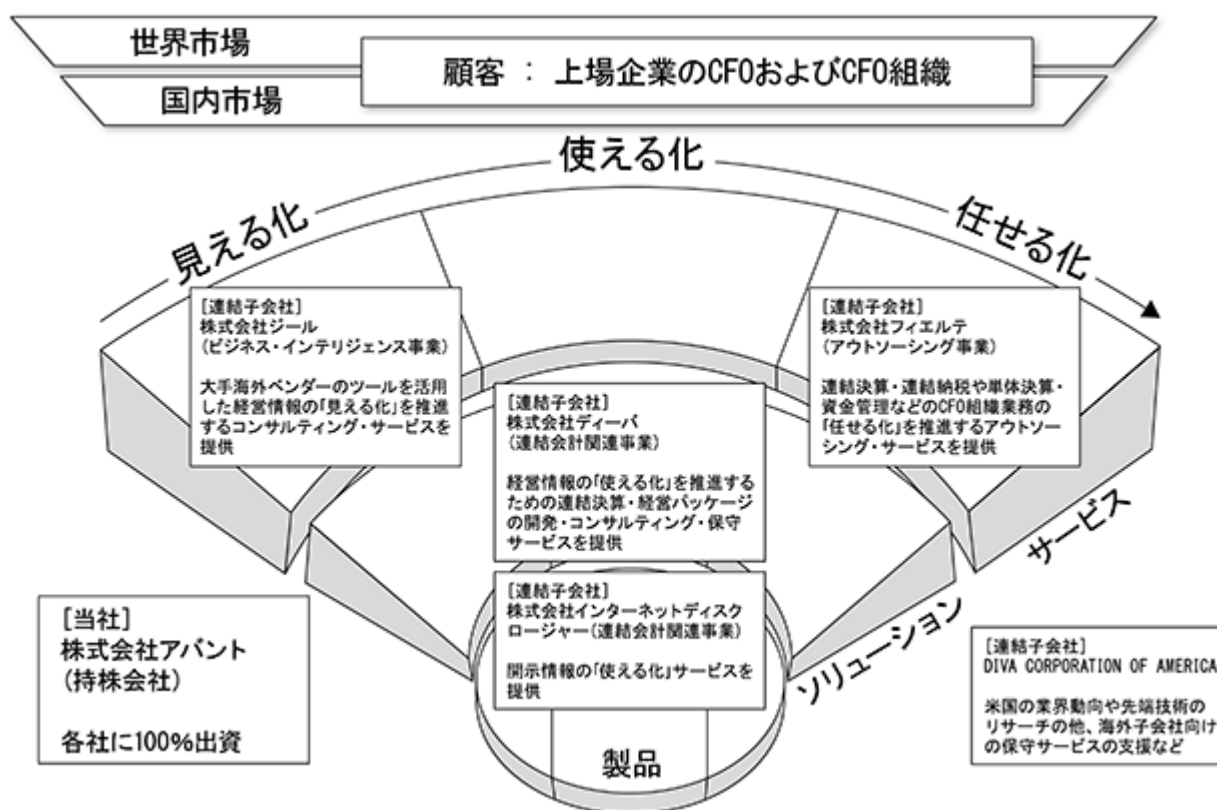 世界市場
顧客 : 上場企業のCFOおよびCFO組織
国内市場
見える化
使える化
任せる化
[連結子会社]
株式会社ジール
(ビジネス・インテリジェンス事業)
大手海外ベンダーのツールを活用
した経営情報の「見える化」を推進
するコンサルティング・サービスを
提供
[連結子会社]
株式会社ディーバ
(連結会計関連事業)
経営情報の「使える化」を推進する
ための連結決算・経営パッケージ
の開発・コンサルティング・保守
サービスを提供
[連結子会社]
株式会社フィエルテ
(アウトソーシング事業)
連結決算・連結納税や単体決算・
資金管理などのCFO組織業務の
「任せる化」を推進するアウトソー
シング・サービスを提供
[連結子会社]
株式会社インターネットディスク
ロージャー(連結会計関連事業)
開示情報の「使える化」サービスを
提供
サービス
ソリューション
製品
[当社]
株式会社アバント
(持株会社)
各社に100%出資
[連結子会社]
DIVA CORPORATION OF AMERICA
米国の業界動向や先端技術の
リサーチの他、海外子会社向け
の保守サービスの支援など